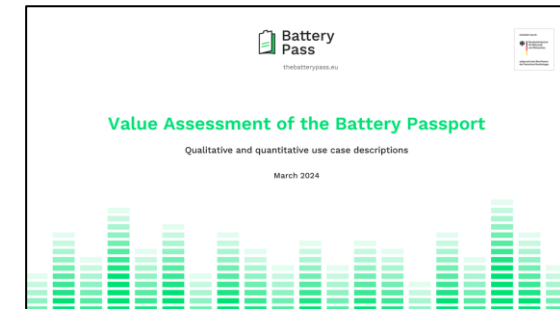 Battery
Pass
thebatterypass.eu
Value Assessment of the Battery Passport
Qualitative and quantitative use case descriptions
March 2024